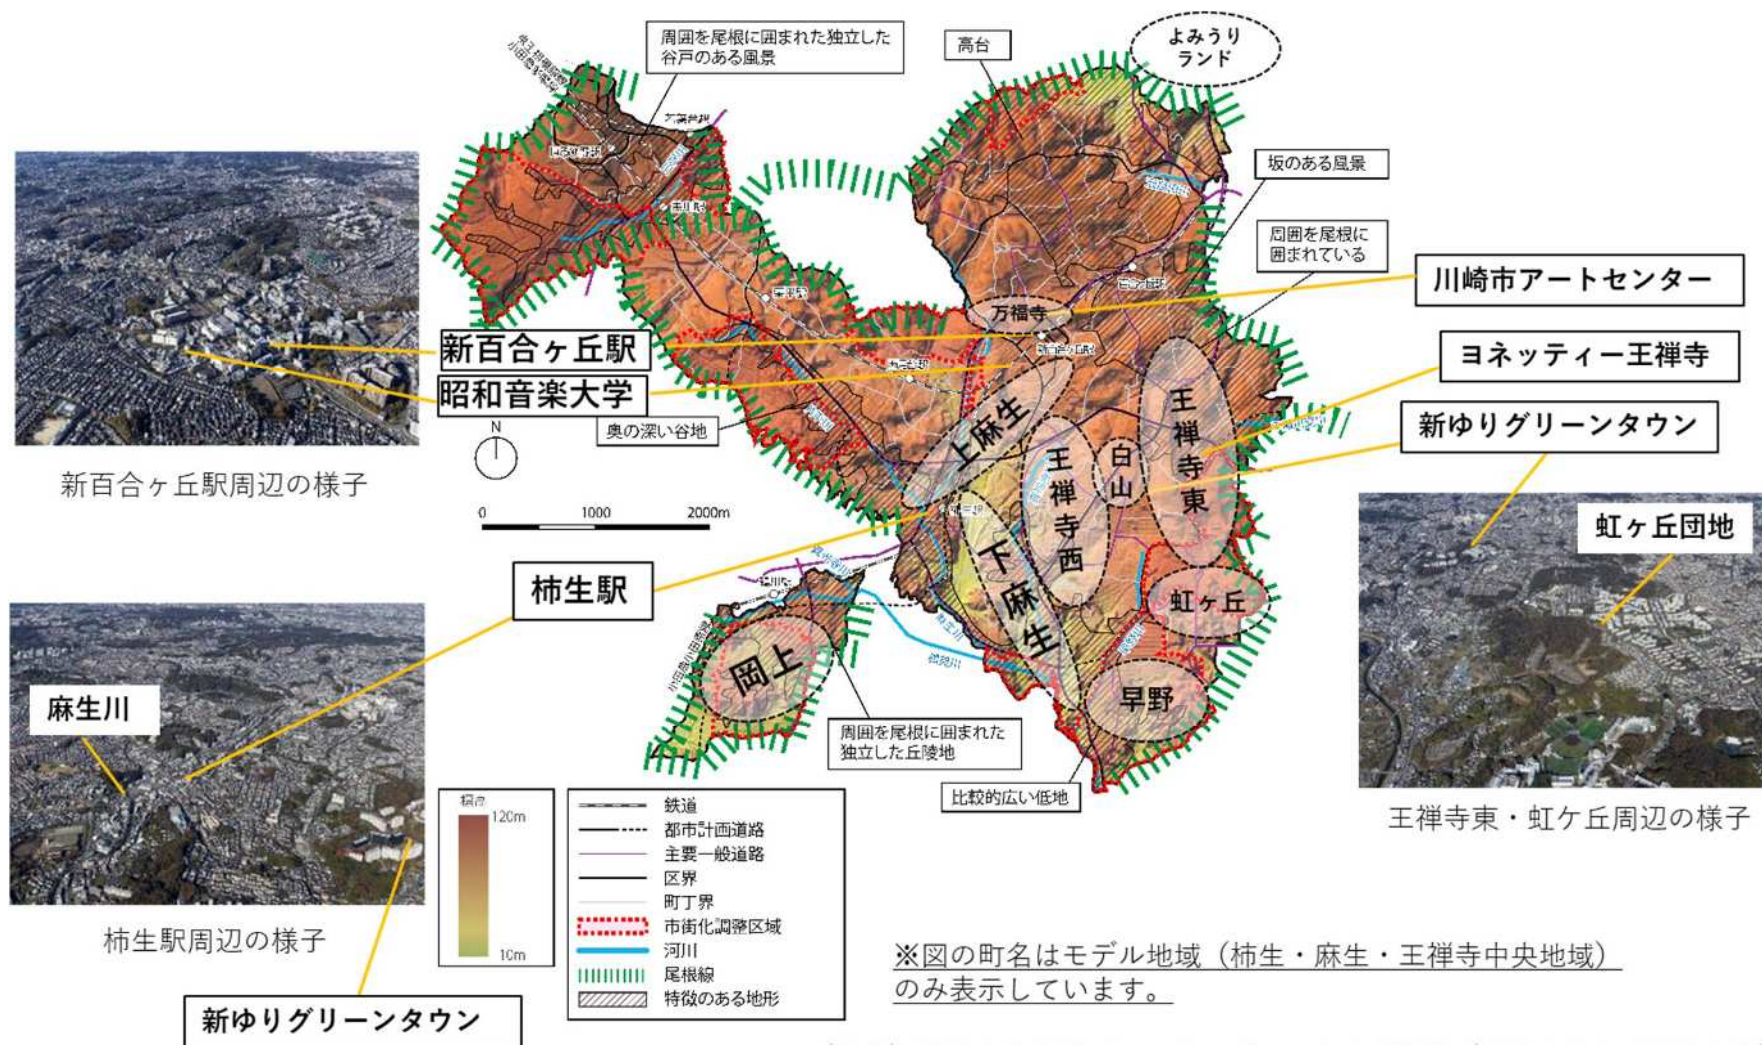 周囲を尾根に囲まれた独立した
谷戸のある風景
高台
よみうり
ランド
坂のある風景
周囲を尾根に
囲まれている
川崎市アートセンター
万福寺
新百合ヶ丘駅
昭和音楽大学
ヨネッティー王禅寺
新ゆりグリーンタウン
奥の深い谷地
N
新百合ヶ丘駅周辺の様子
上麻生
王禅寺西
白山
王禅寺東
0
1000
2000m
柿生駅
下麻生
虹ヶ丘
虹ヶ丘団地
岡上
早野
麻生川
麻生川
周囲を尾根に囲まれた
独立した丘陵地
比較的広い低地
王禅寺東・虹ケ丘周辺の様子
柿生駅周辺の様子
標高
120m
10m
鉄道
都市計画道路
主要一般道路
区界
町丁界
市街化調整区域
河川
尾根線
特徴のある地形
※図の町名はモデル地域（柿生・麻生・王禅寺中央地域）
のみ表示しています。
新ゆりグリーンタウン